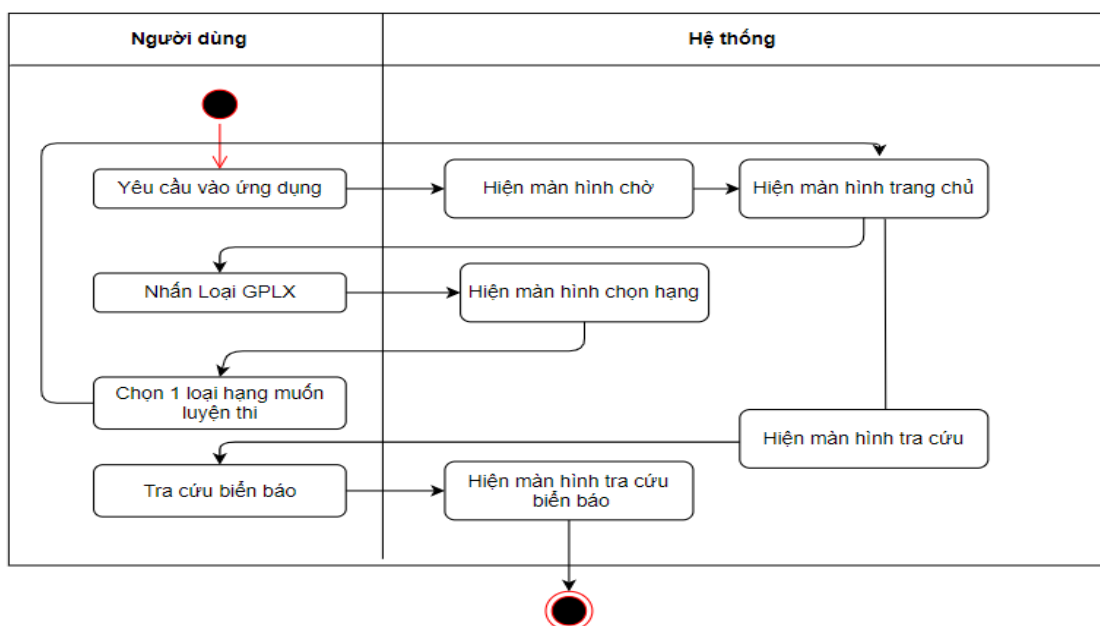 Người dùng
Hệ thống
Yêu cầu vào ứng dụng
Hiện màn hình chờ
Hiện màn hình trang chủ
Nhấn Loại GPLX
Hiện màn hình chọn hạng
Chọn 1 loại hạng muốn
luyện thi
Hiện màn hình tra cứu
Tra cứu biển báo
Hiện màn hình tra cứu
biển báo